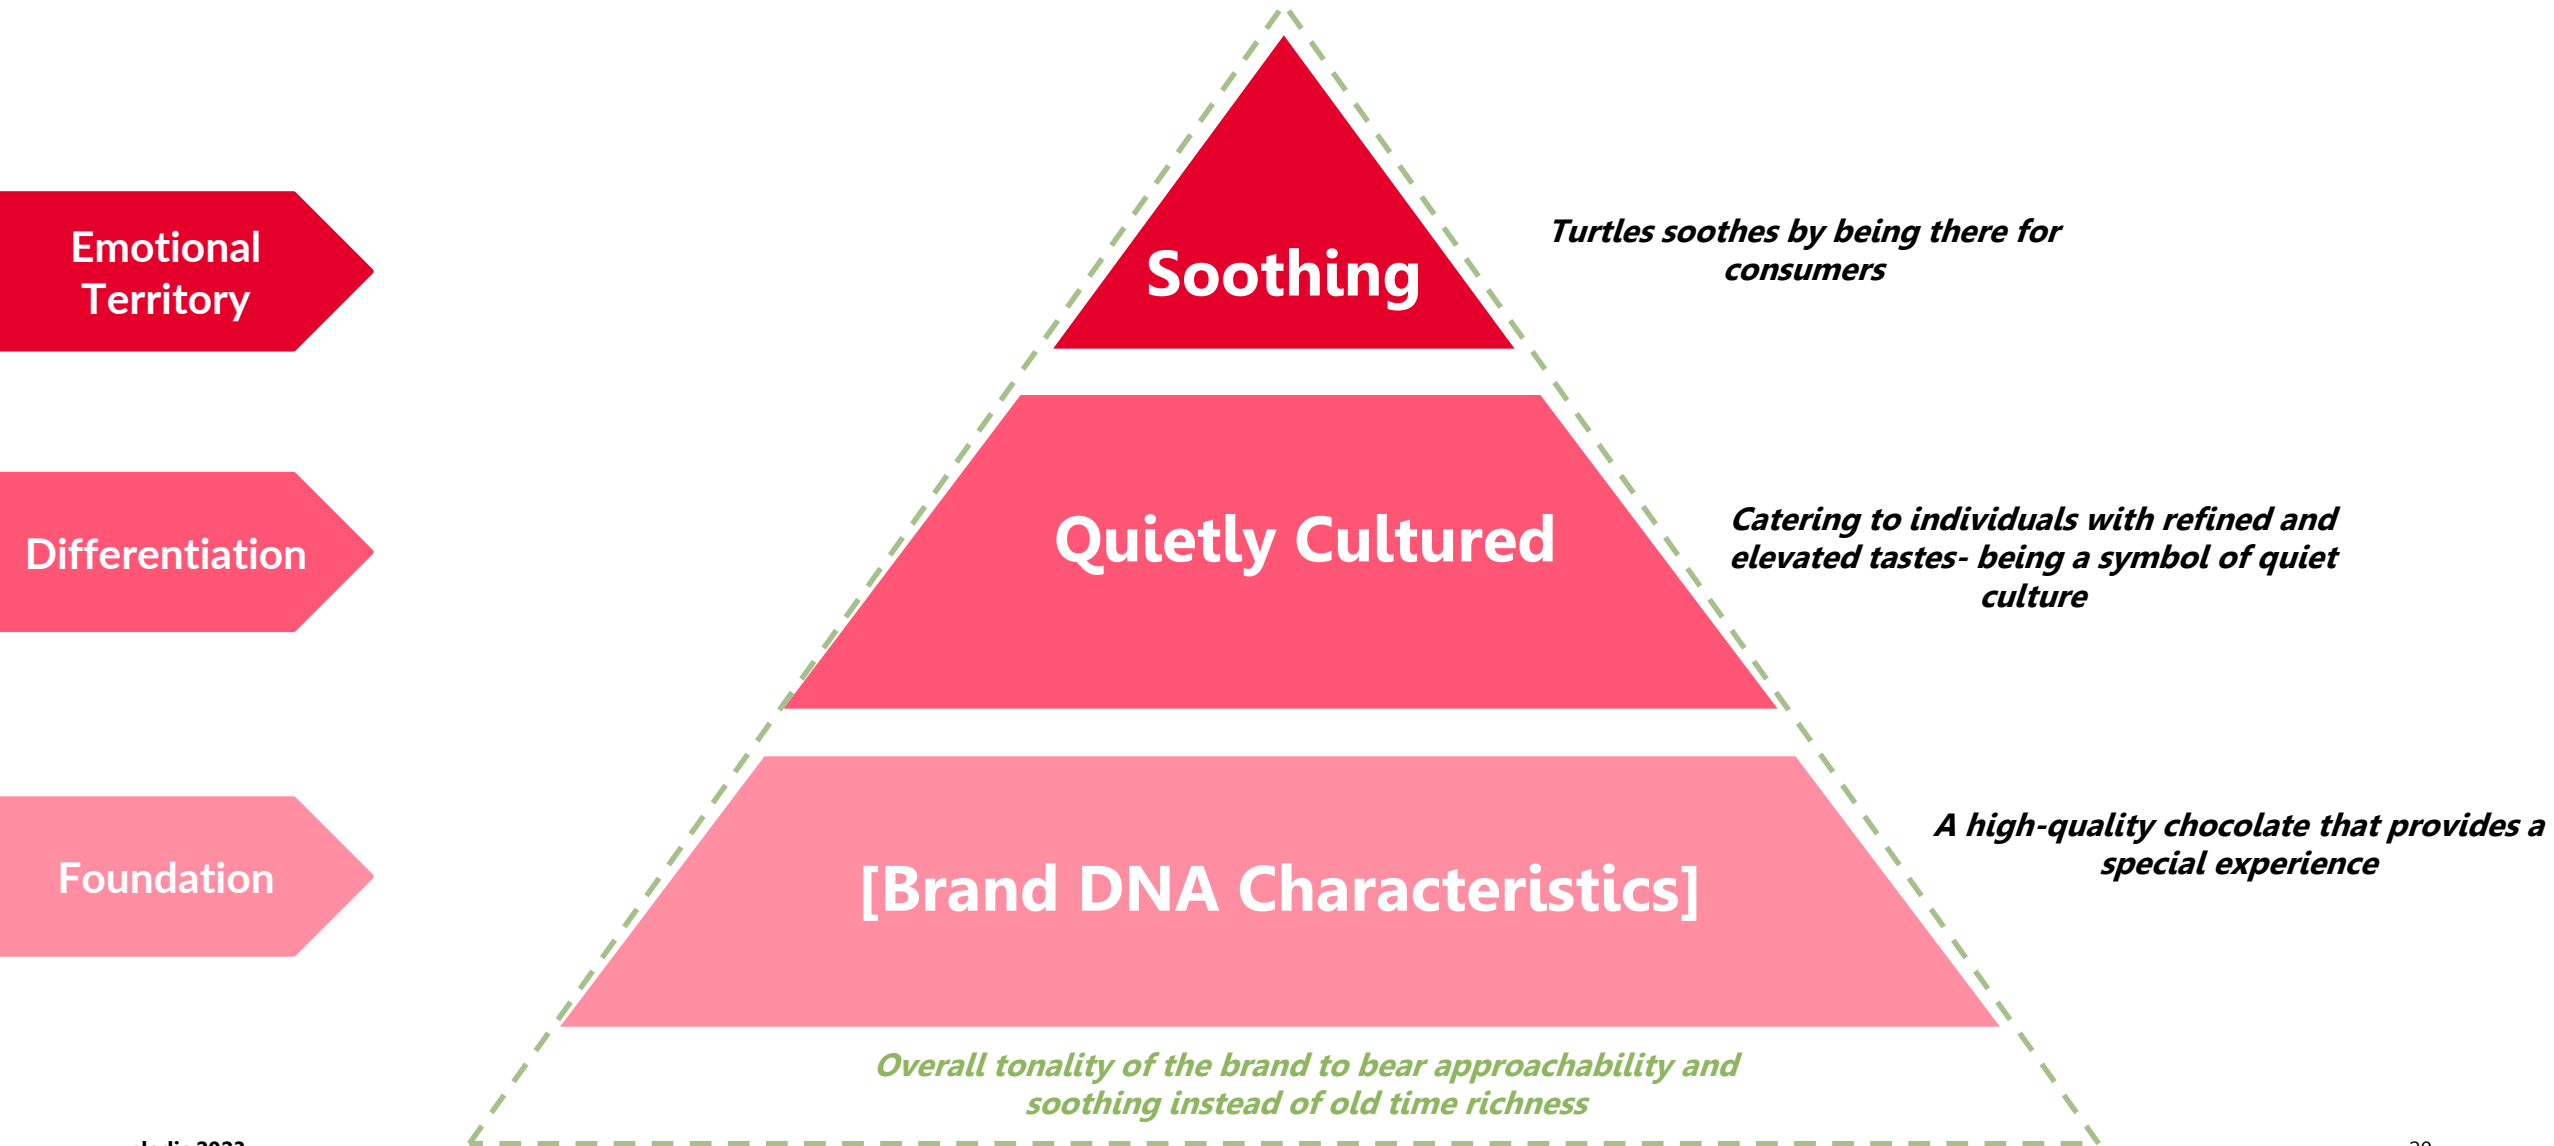 Emotional
Territory
Soothing
Turtles soothes by being there for
consumers
Differentiation
Quietly Cultured
Catering to individuals with refined and
elevated tastes- being a symbol of quiet
culture
Foundation
[Brand DNA Characteristics]
A high-quality chocolate that provides a
special experience
Overall tonality of the brand to bear approachability and
soothing instead of old time richness
2023